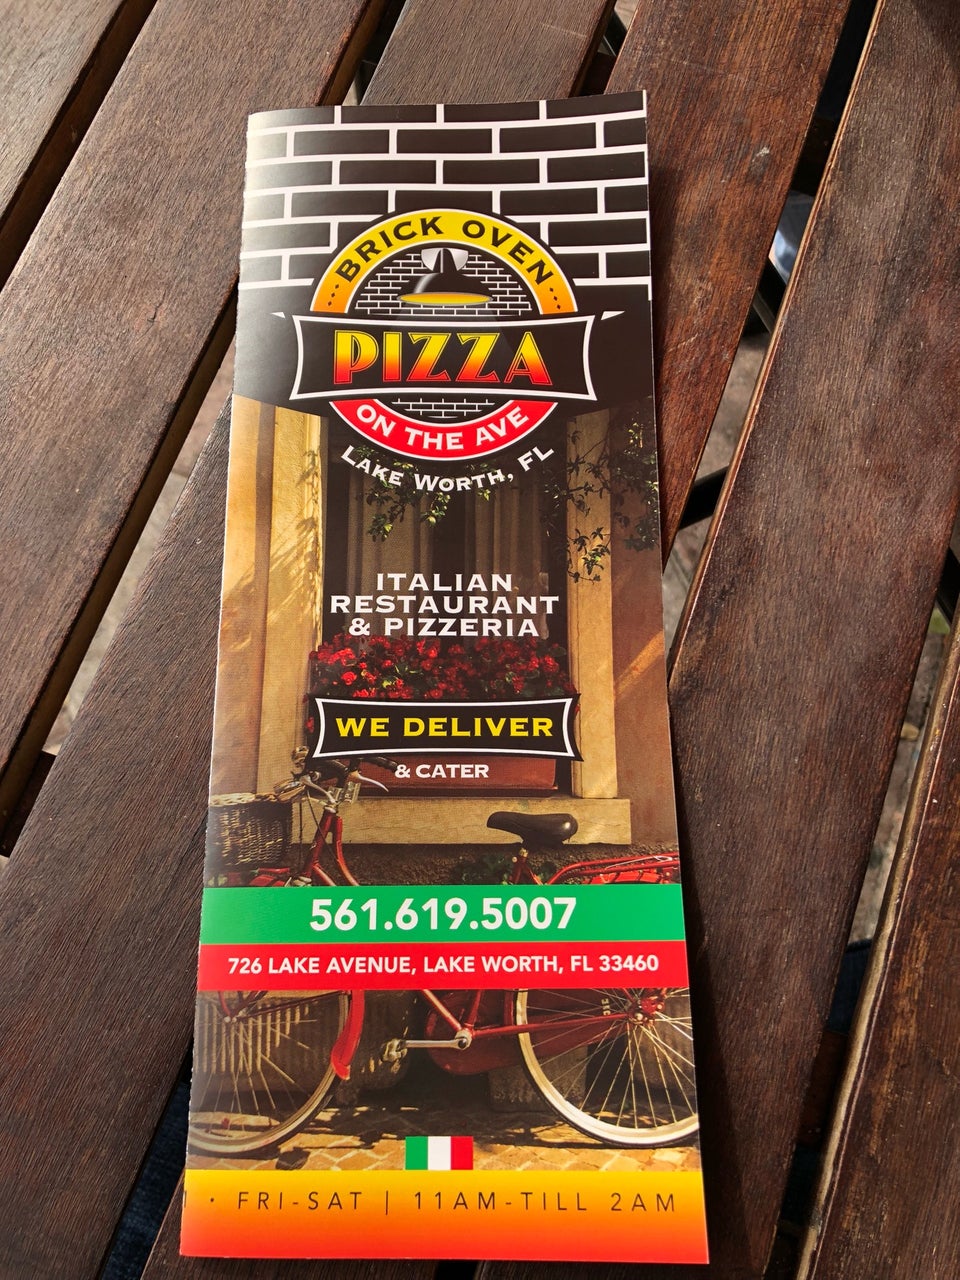 BRICK OVEN
PIZZA
ON THE AVE
LAKE WORTH, FL
ITALIAN
RESTAURANT
& PIZZERIA
WE DELIVER
& CATER
561.619.5007
726 LAKE AVENUE, LAKE WORTH, FL 33460
· FRI-SAT | 11AM-TILL 2AM